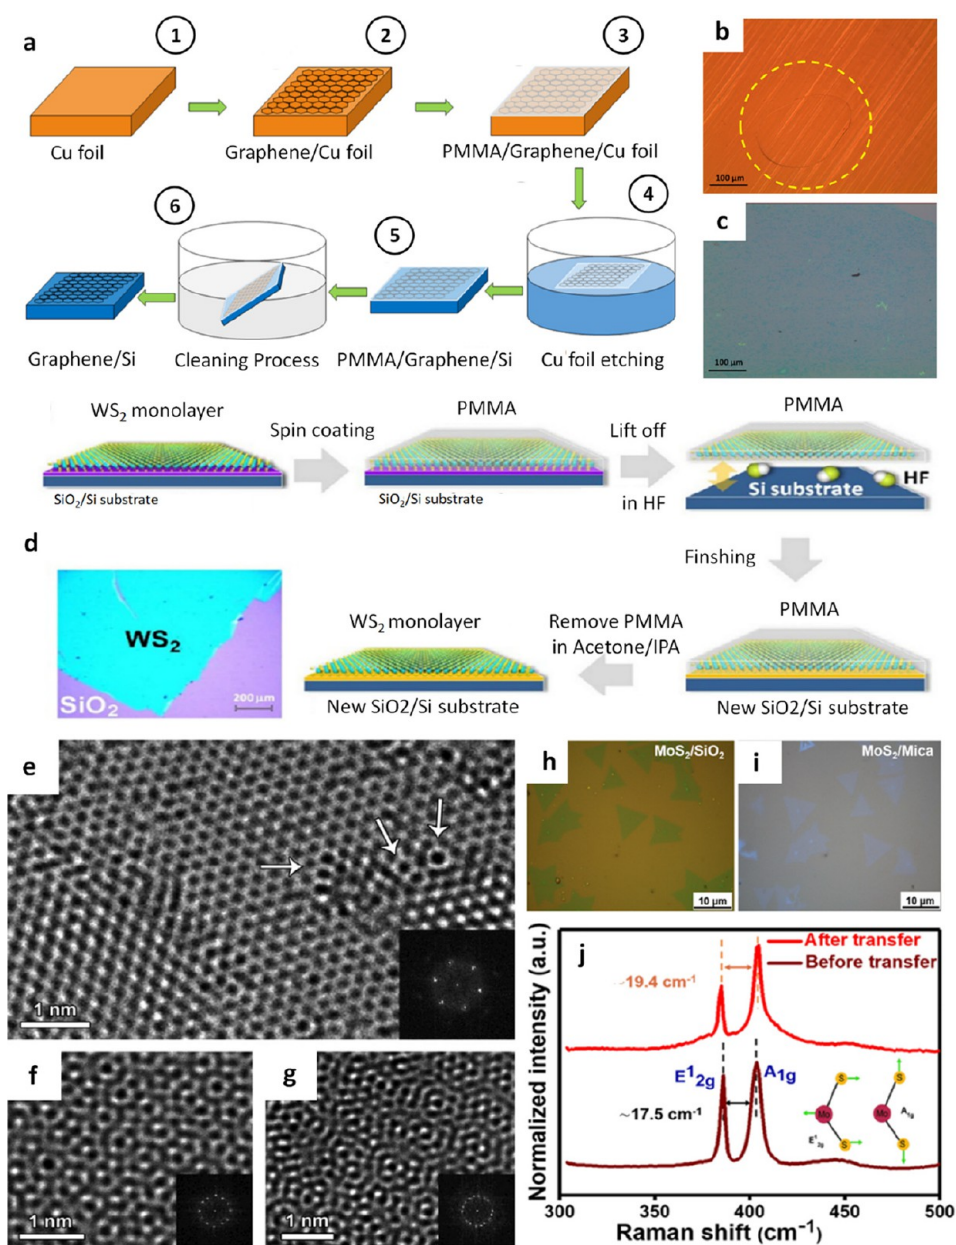 a
1
2
3
b
Cu foil
Graphene/Cu foil
PMMA/Graphene/Cu foil
100 µm
6
5
4
c
Graphene/Si
Cleaning Process
PMMA/Graphene/Si
Cu foil etching
100 µm
WS2 monolayer
Spin coating
PMMA
Lift off
in HF
PMMA
HF
Si substrate
SiO2/Si substrate
SiO2/Si substrate
d
Finshing
WS2
SiO2
200 µm
WS2 monolayer
Remove PMMA
in Acetone/IPA
PMMA
New SiO2/Si substrate
New SiO2/Si substrate
e
1 nm
h
MoS2/SiO2
10 µm
i
MoS2/Mica
10 µm
f
1 nm
g
1 nm
j
After transfer
Before transfer
~19.4 cm-1
E12g
A1g
~17.5 cm-1
S
Mo
S
E12g
S
Mo
S
A1g
Normalized intensity (a.u.)
300
350
400
450
500
Raman shift (cm-1)